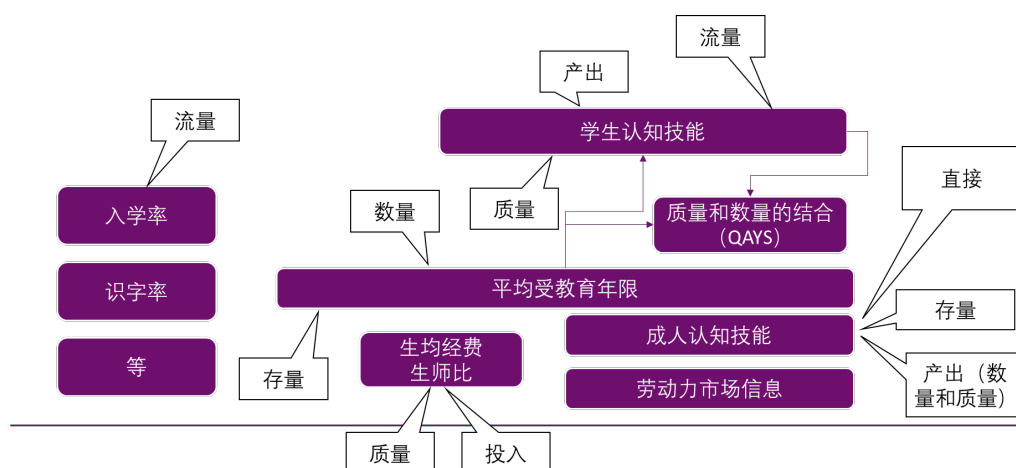 流量
产出
学生认知技能
流量
直接
入学率
数量
质量
质量和数量的结合
（QAYS）
识字率
平均受教育年限
存量
成人认知技能
等
存量
生均经费
生师比
产出（数
量和质量）
劳动力市场信息
质量
投入